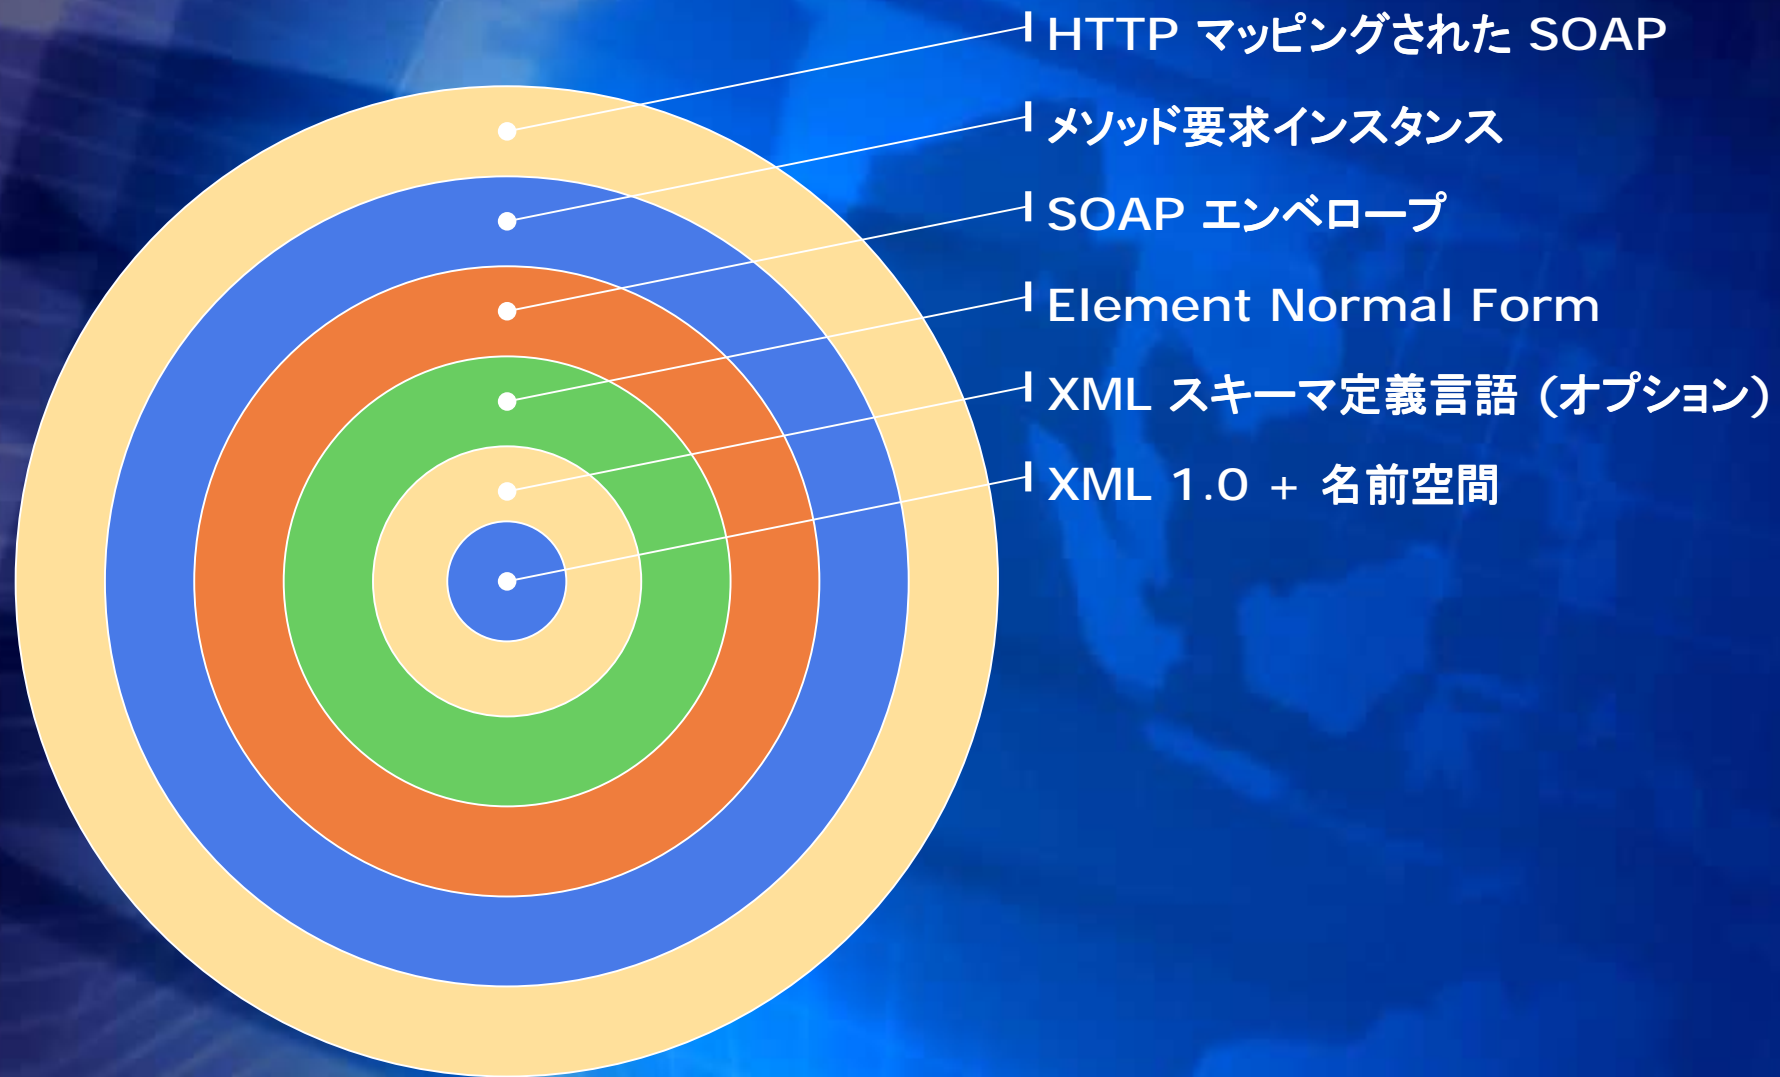 HTTP マッピングされた SOAP
メソッド要求インスタンス
SOAP エンベロープ
Element Normal Form
XML スキーマ定義言語 (オプション)
XML 1.0 + 名前空間